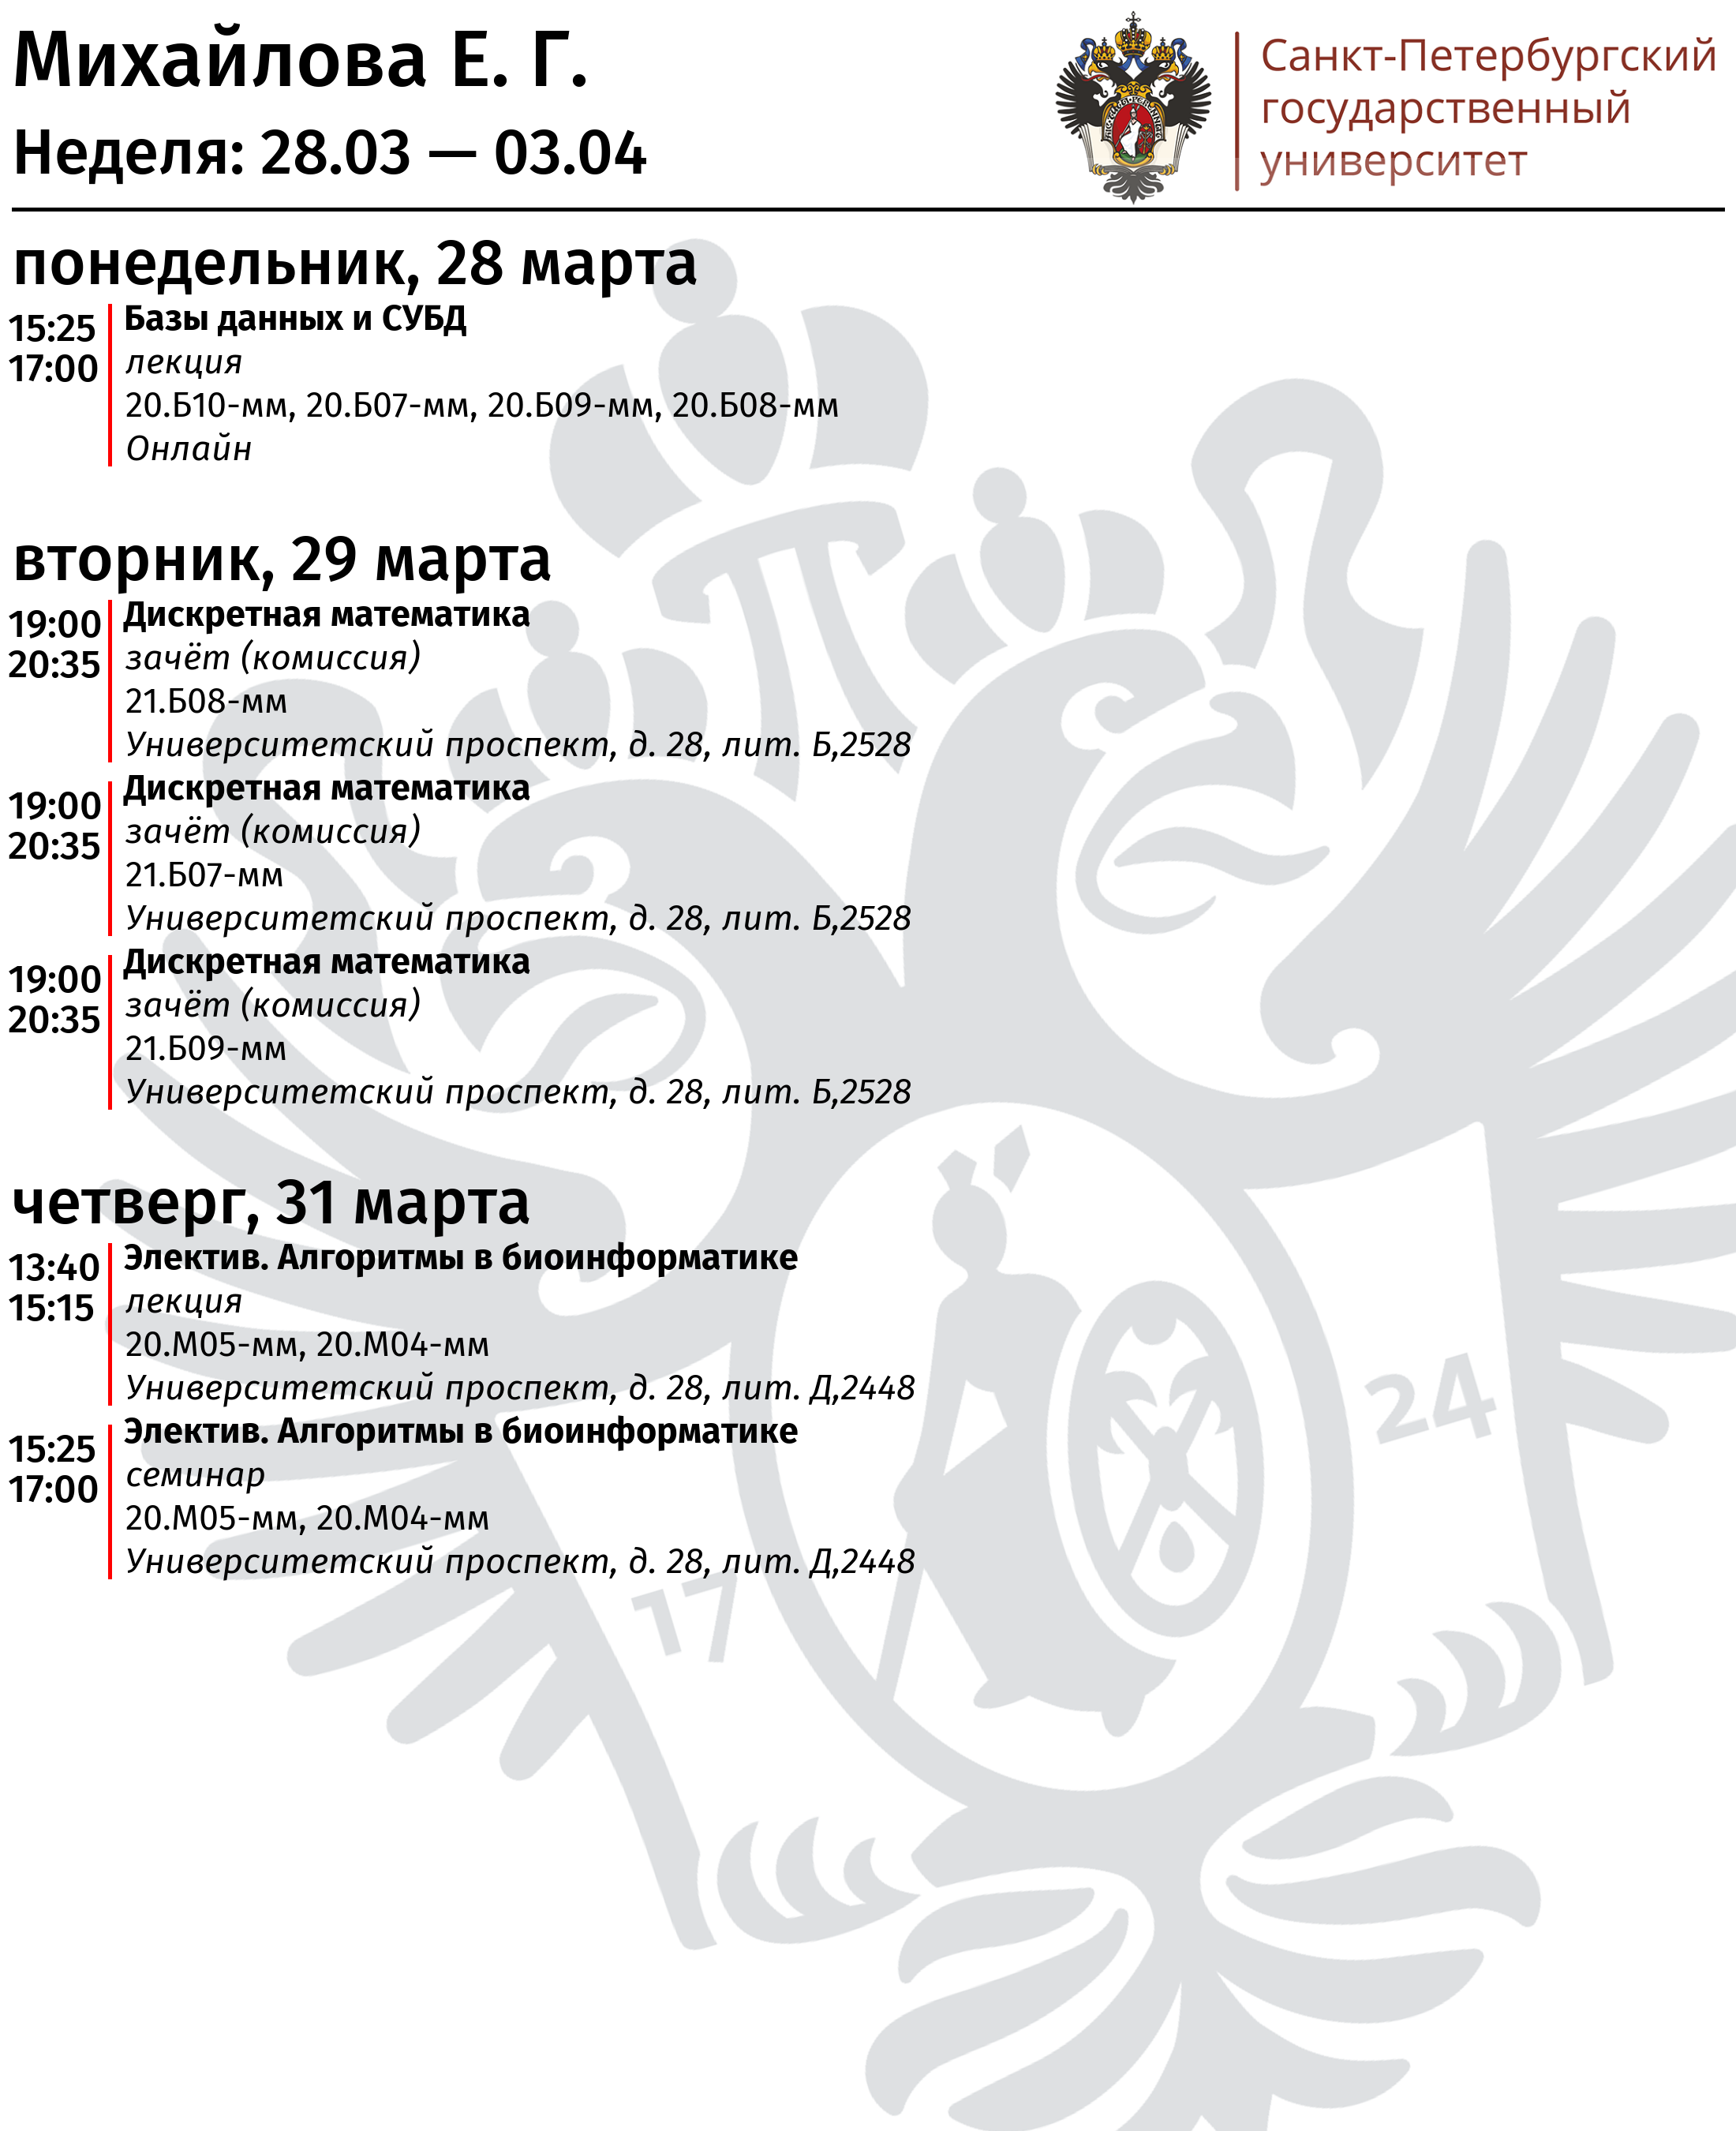 Михайлова Е. Г.
Неделя: 28.03 — 03.04
Санкт-Петербургский
государственный
университет
понедельник, 28 марта
15:25
17:00
Базы данных и СУБД
лекция
20.Б10-мм, 20.Б07-мм, 20.Б09-мм, 20.Б08-мм
Онлайн
вторник, 29 марта
19:00
20:35
Дискретная математика
зачёт (комиссия)
21.Б08-мм
Университетский проспект, д. 28, лит. Б,2528
19:00
20:35
Дискретная математика
зачёт (комиссия)
21.Б07-мм
Университетский проспект, д. 28, лит. Б,2528
19:00
20:35
Дискретная математика
зачёт (комиссия)
21.Б09-мм
Университетский проспект, д. 28, лит. Б,2528
четверг, 31 марта
13:40
15:15
Электив. Алгоритмы в биоинформатике
лекция
20.М05-мм, 20.М04-мм
Университетский проспект, д. 28, лит. Д,2448
15:25
17:00
Электив. Алгоритмы в биоинформатике
семинар
20.М05-мм, 20.М04-мм
Университетский проспект, д. 28, лит. Д,2448
17
24